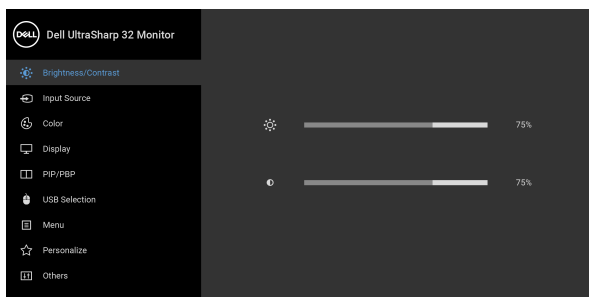 DELL
Dell UltraSharp 32 Monitor
Brightness/Contrast
Input Source
Color
Display
PIP/PBP
USB Selection
Menu
Personalize
Others
75%
75%